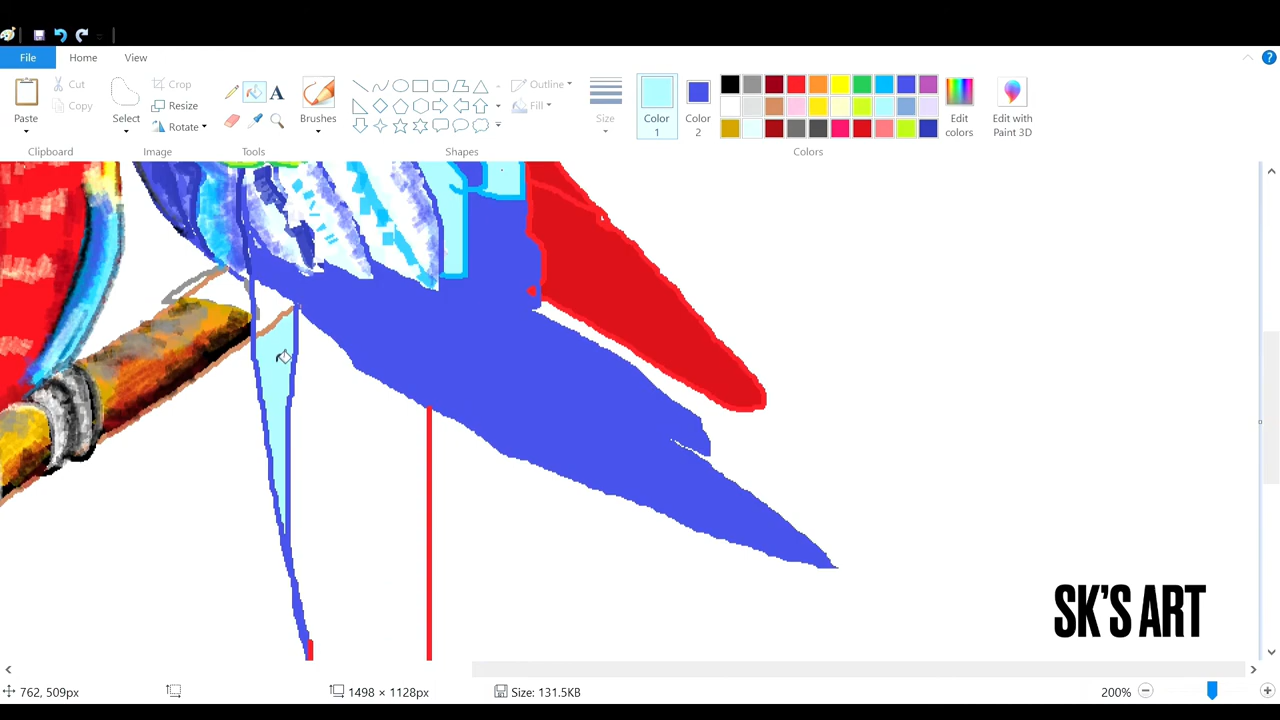 File Home View
Paste
Cut
Copy
Clipboard
Select
Crop
Resize
Rotate
Image
Tools
Brushes
Outline
Fill
Shapes
Size
Color
1
Color
2
Edit
colors
Colors
Edit with
Paint 3D
SK'S ART
762, 509px
1498 × 1128px
Size: 131.5KB
200%